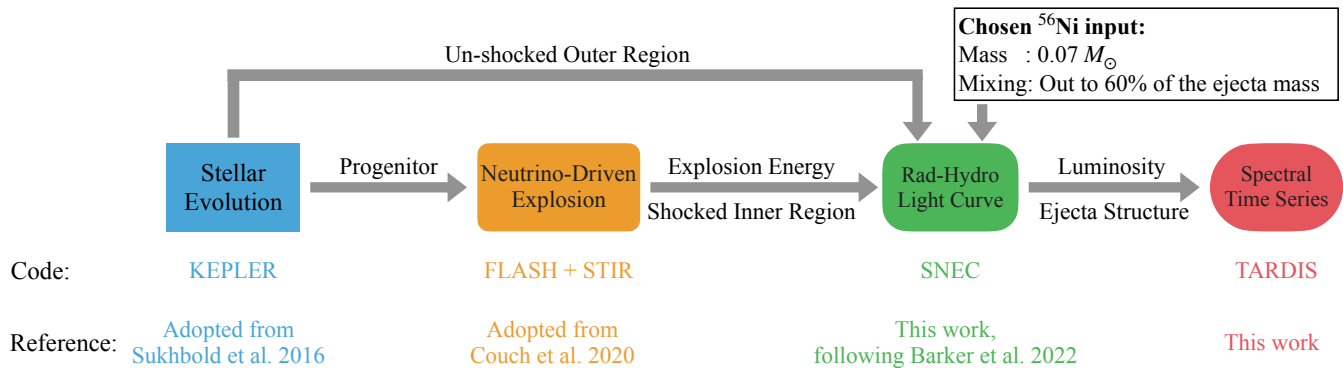 Chosen ⁵⁶Ni input:
Mass : 0.07 M☉
Mixing: Out to 60% of the ejecta mass
Un-shocked Outer Region
Stellar
Evolution
Progenitor
Neutrino-Driven
Explosion
Explosion Energy
Shocked Inner Region
Rad-Hydro
Light Curve
Luminosity
Ejecta Structure
Spectral
Time Series
Code:
KEPLER
FLASH + STIR
SNEC
TARDIS
Reference:
Adopted from
Sukhbold et al. 2016
Adopted from
Couch et al. 2020
This work,
following Barker et al. 2022
This work